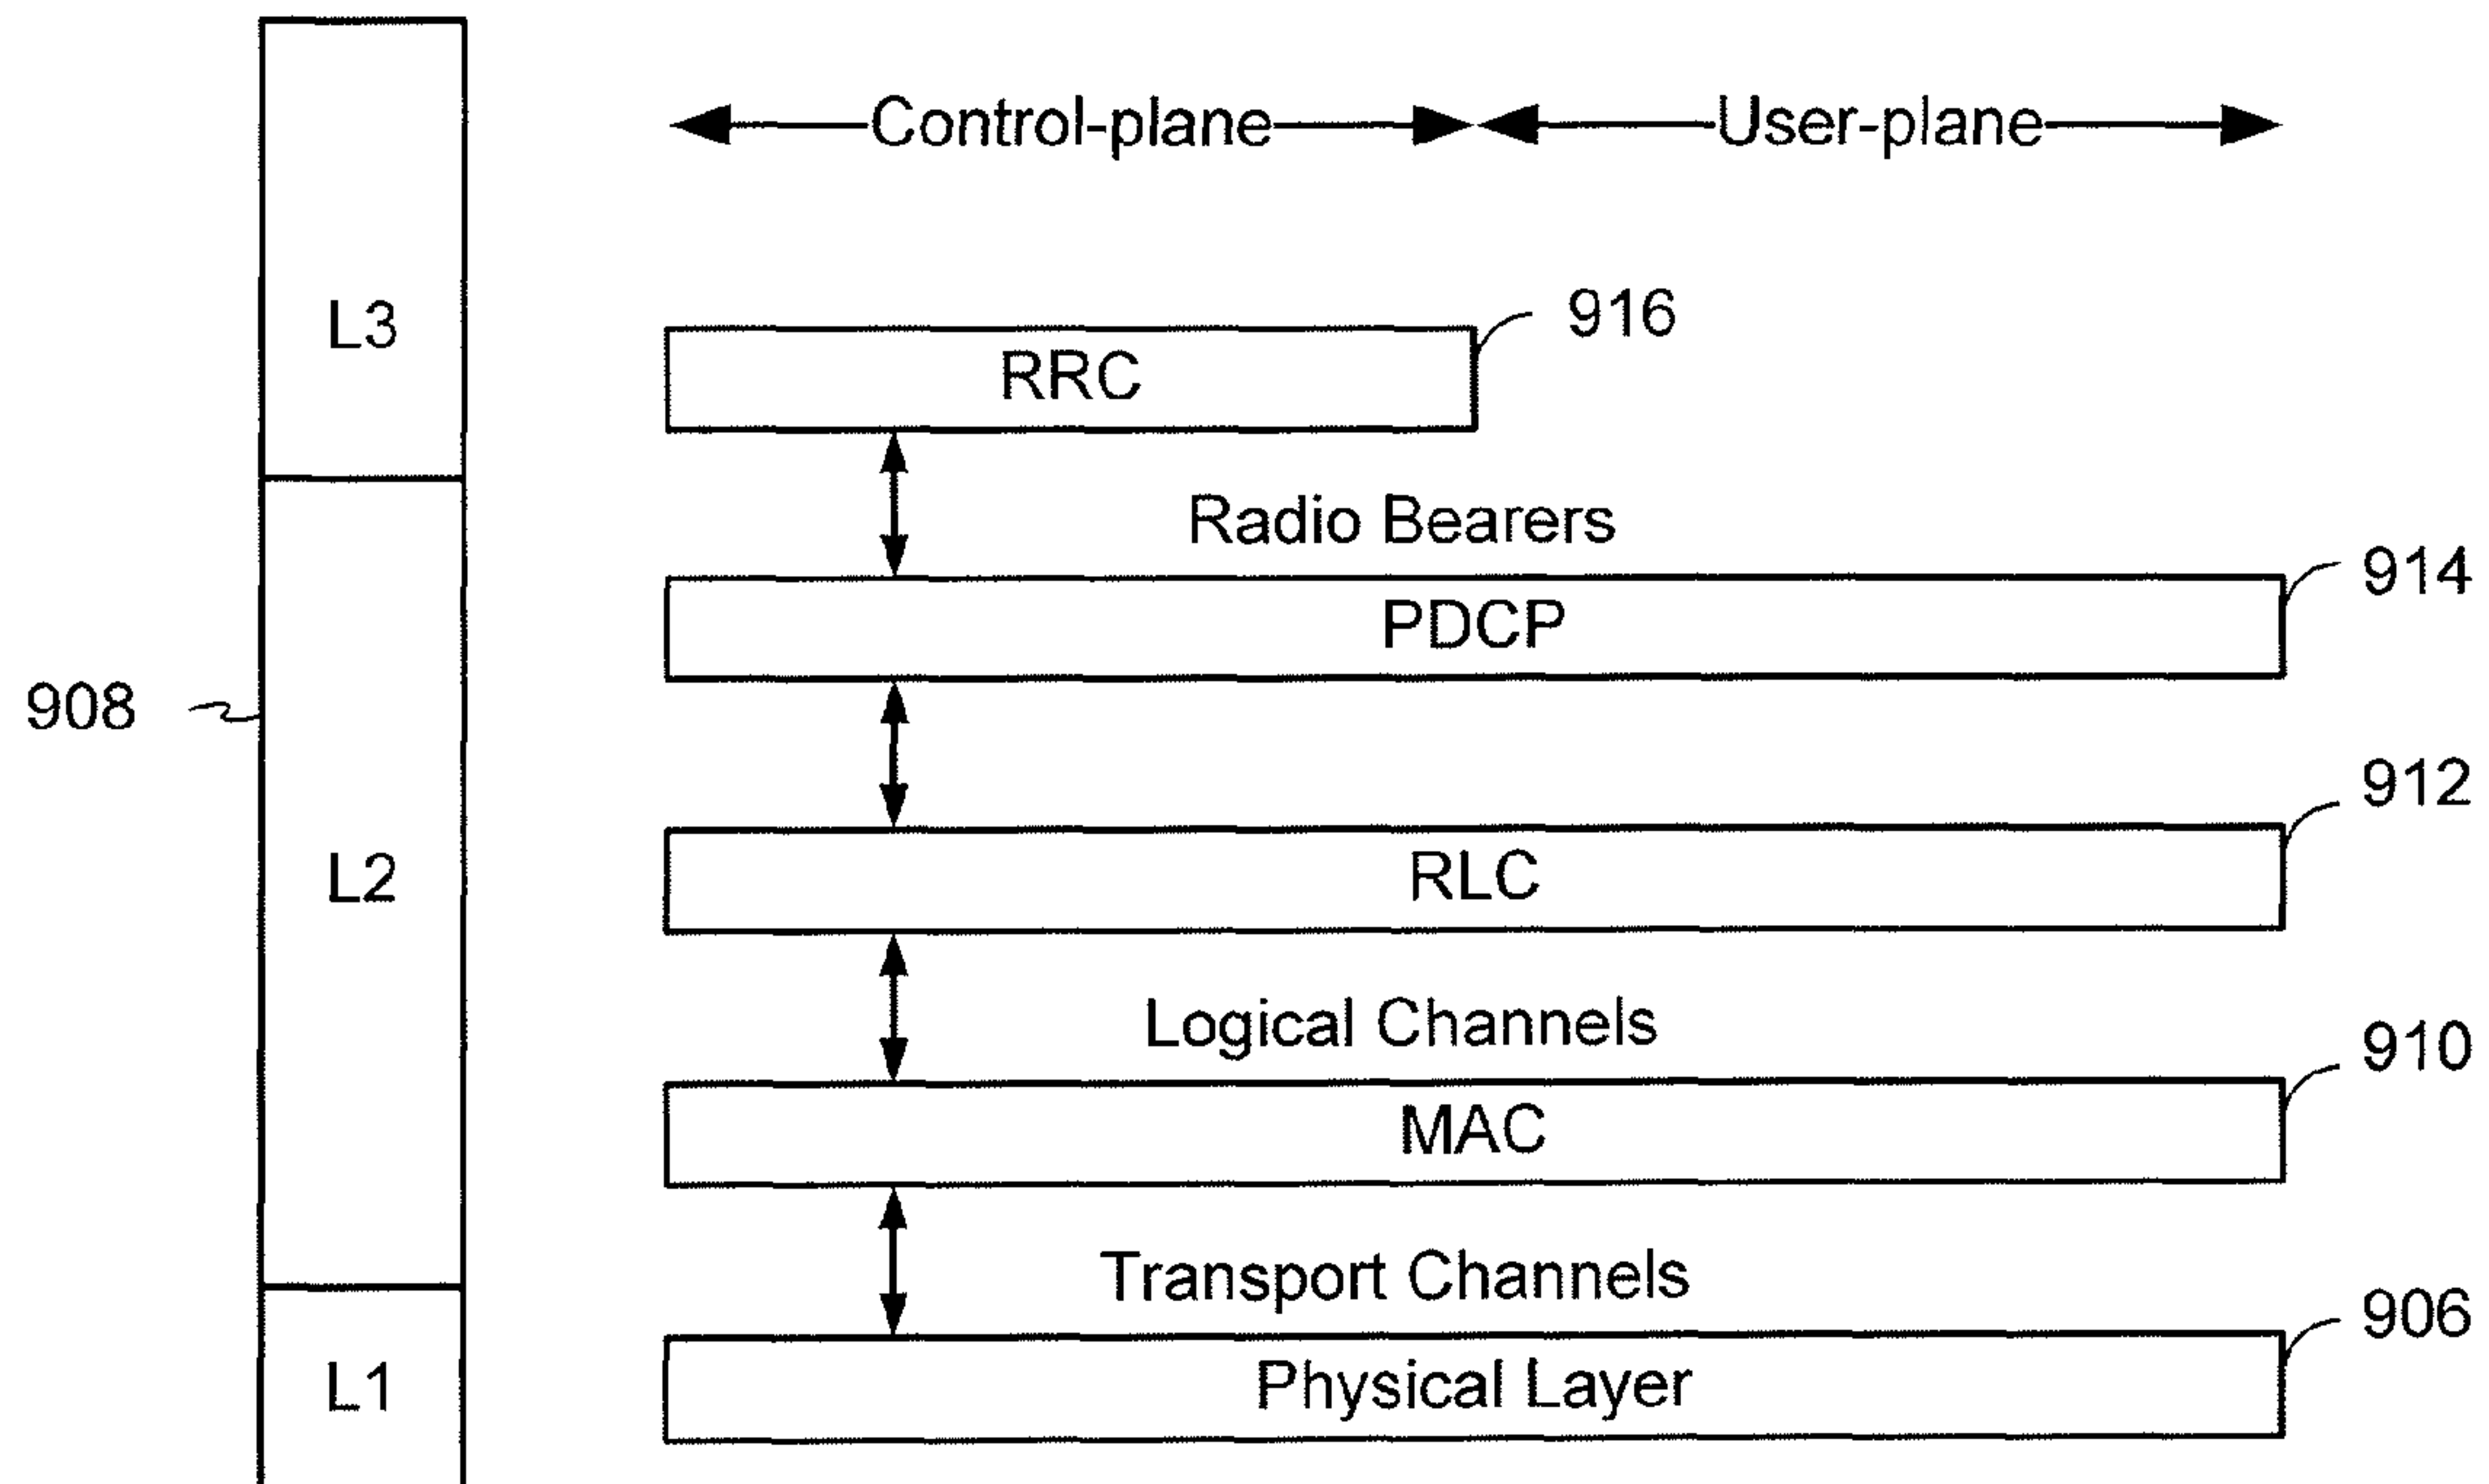 Control-plane
User-plane
L3
916
RRC
Radio Bearers
914
PDCP
908
912
L2
RLC
Logical Channels
910
MAC
Transport Channels
906
L1
Physical Layer